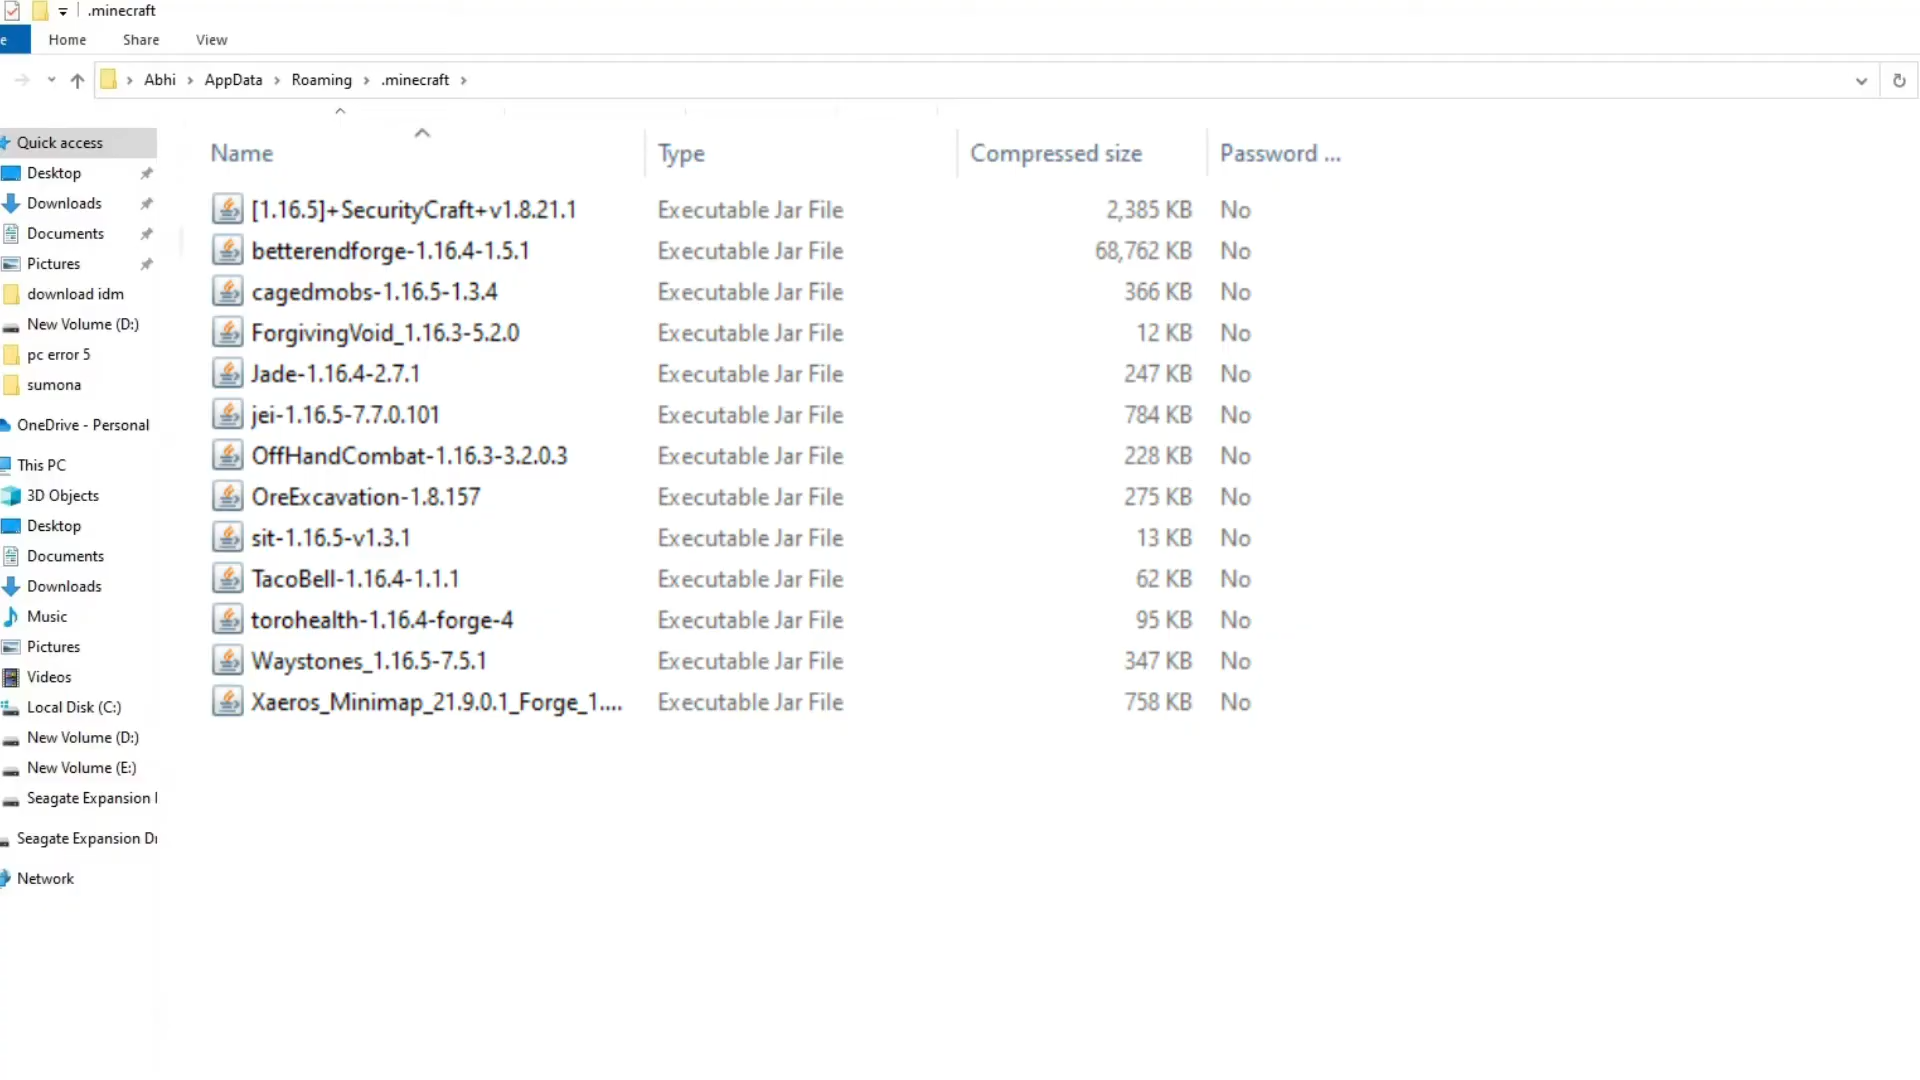 .minecraft
e Home Share View
Abhi AppData Roaming .minecraft
Quick access
Desktop
Downloads
Documents
Pictures
download idm
New Volume (D:)
pc error 5
sumona
OneDrive - Personal
This PC
3D Objects
Desktop
Documents
Downloads
Music
Pictures
Videos
Local Disk (C:)
New Volume (D:)
New Volume (E:)
Seagate Expansion
Seagate Expansion
Network
Name Type Compressed size Password ...
[1.16.5]+SecurityCraft+v1.8.21.1 Executable Jar File 2,385 KB No
betterendforge-1.16.4-1.5.1 Executable Jar File 68,762 KB No
cagedmobs-1.16.5-1.3.4 Executable Jar File 366 KB No
ForgivingVoid_1.16.3-5.2.0 Executable Jar File 12 KB No
Jade-1.16.4-2.7.1 Executable Jar File 247 KB No
jei-1.16.5-7.7.0.101 Executable Jar File 784 KB No
OffHandCombat-1.16.3-3.2.0.3 Executable Jar File 228 KB No
OreExcavation-1.8.157 Executable Jar File 275 KB No
sit-1.16.5-v1.3.1 Executable Jar File 13 KB No
TacoBell-1.16.4-1.1.1 Executable Jar File 62 KB No
torohealth-1.16.4-forge-4 Executable Jar File 95 KB No
Waystones_1.16.5-7.5.1 Executable Jar File 347 KB No
Xaeros_Minimap_21.9.0.1_Forge_1.... Executable Jar File 758 KB No